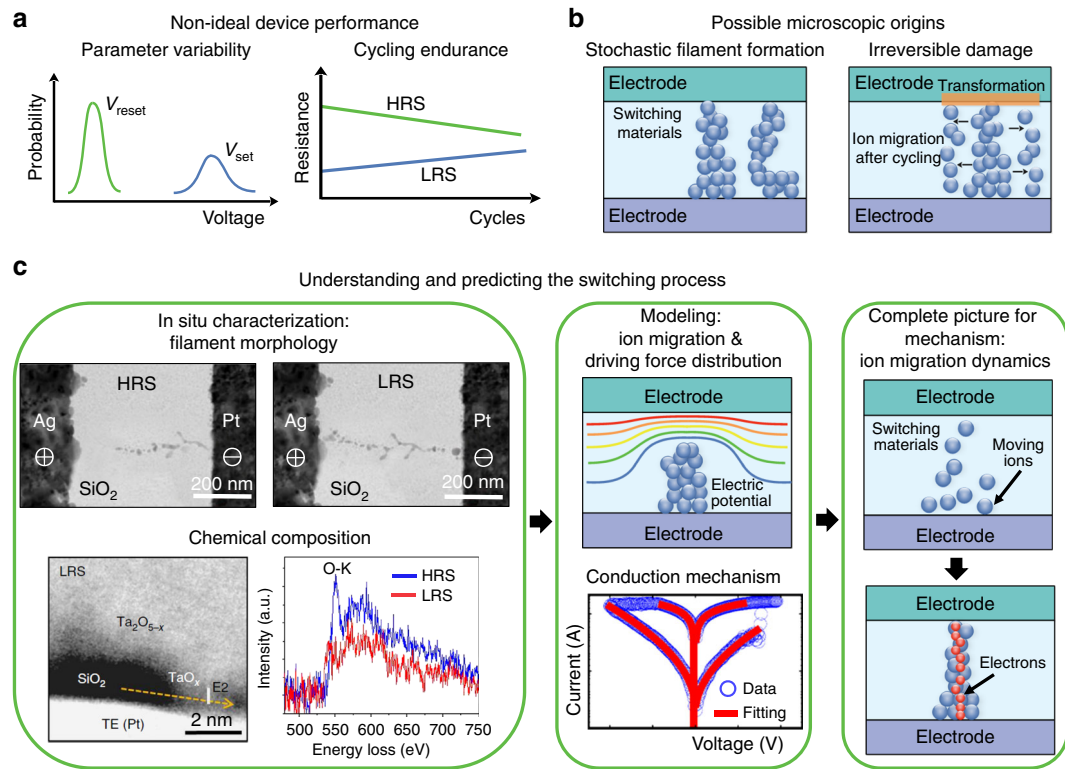 a
Non-ideal device performance
Parameter variability
Cycling endurance
Probability
V_reset
V_set
Voltage
Resistance
HRS
LRS
Cycles
b
Possible microscopic origins
Stochastic filament formation
Irreversible damage
Electrode
Switching
materials
Electrode
Electrode
Transformation
Ion migration
after cycling
Electrode
c
Understanding and predicting the switching process
In situ characterization:
filament morphology
HRS
Ag
Pt
⊕
⊖
SiO₂
200 nm
LRS
Ag
Pt
⊕
⊖
SiO₂
200 nm
Chemical composition
LRS
Ta₂O₅₋ₓ
SiO₂
TaOₓ
E2
TE (Pt)
2 nm
O-K
HRS
LRS
Intensity (a.u.)
500 550 600 650 700 750
Energy loss (eV)
Modeling:
ion migration &
driving force distribution
Electrode
Electric
potential
Electrode
Conduction mechanism
Current (A)
Data
Fitting
Voltage (V)
Complete picture for
mechanism:
ion migration dynamics
Electrode
Switching
materials
Moving
ions
Electrode
Electrode
Electrons
Electrode